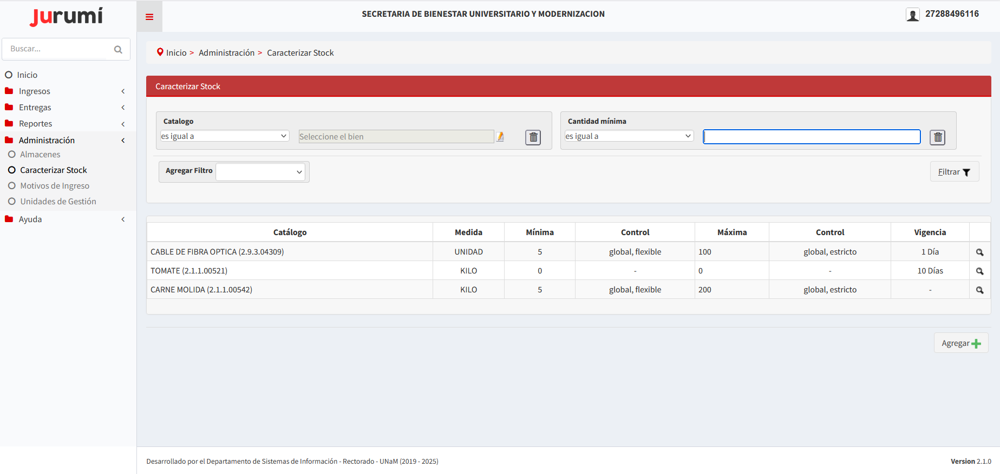 Jurumí
SECRETARIA DE BIENESTAR UNIVERSITARIO Y MODERNIZACION
27288496116
Buscar...
Inicio
Ingresos
Entregas
Reportes
Administración
Almacenes
Caracterizar Stock
Motivos de Ingreso
Unidades de Gestión
Ayuda
Inicio > Administración > Caracterizar Stock
Caracterizar Stock
Catalogo
es igual a
Seleccione el bien
Cantidad mínima
es igual a
Agregar Filtro
Filtrar
Catálogo Medida Mínima Control Máxima Control Vigencia
CABLE DE FIBRA OPTICA (2.9.3.04309) UNIDAD 5 global, flexible 100 global, estricto 1 Día
TOMATE (2.1.1.00521) KILO 0 - 0 - 10 Días
CARNE MOLIDA (2.1.1.00542) KILO 5 global, flexible 200 global, estricto -
Agregar
Desarrollado por el Departamento de Sistemas de Información - Rectorado - UNaM (2019 - 2025)
Version 2.1.0